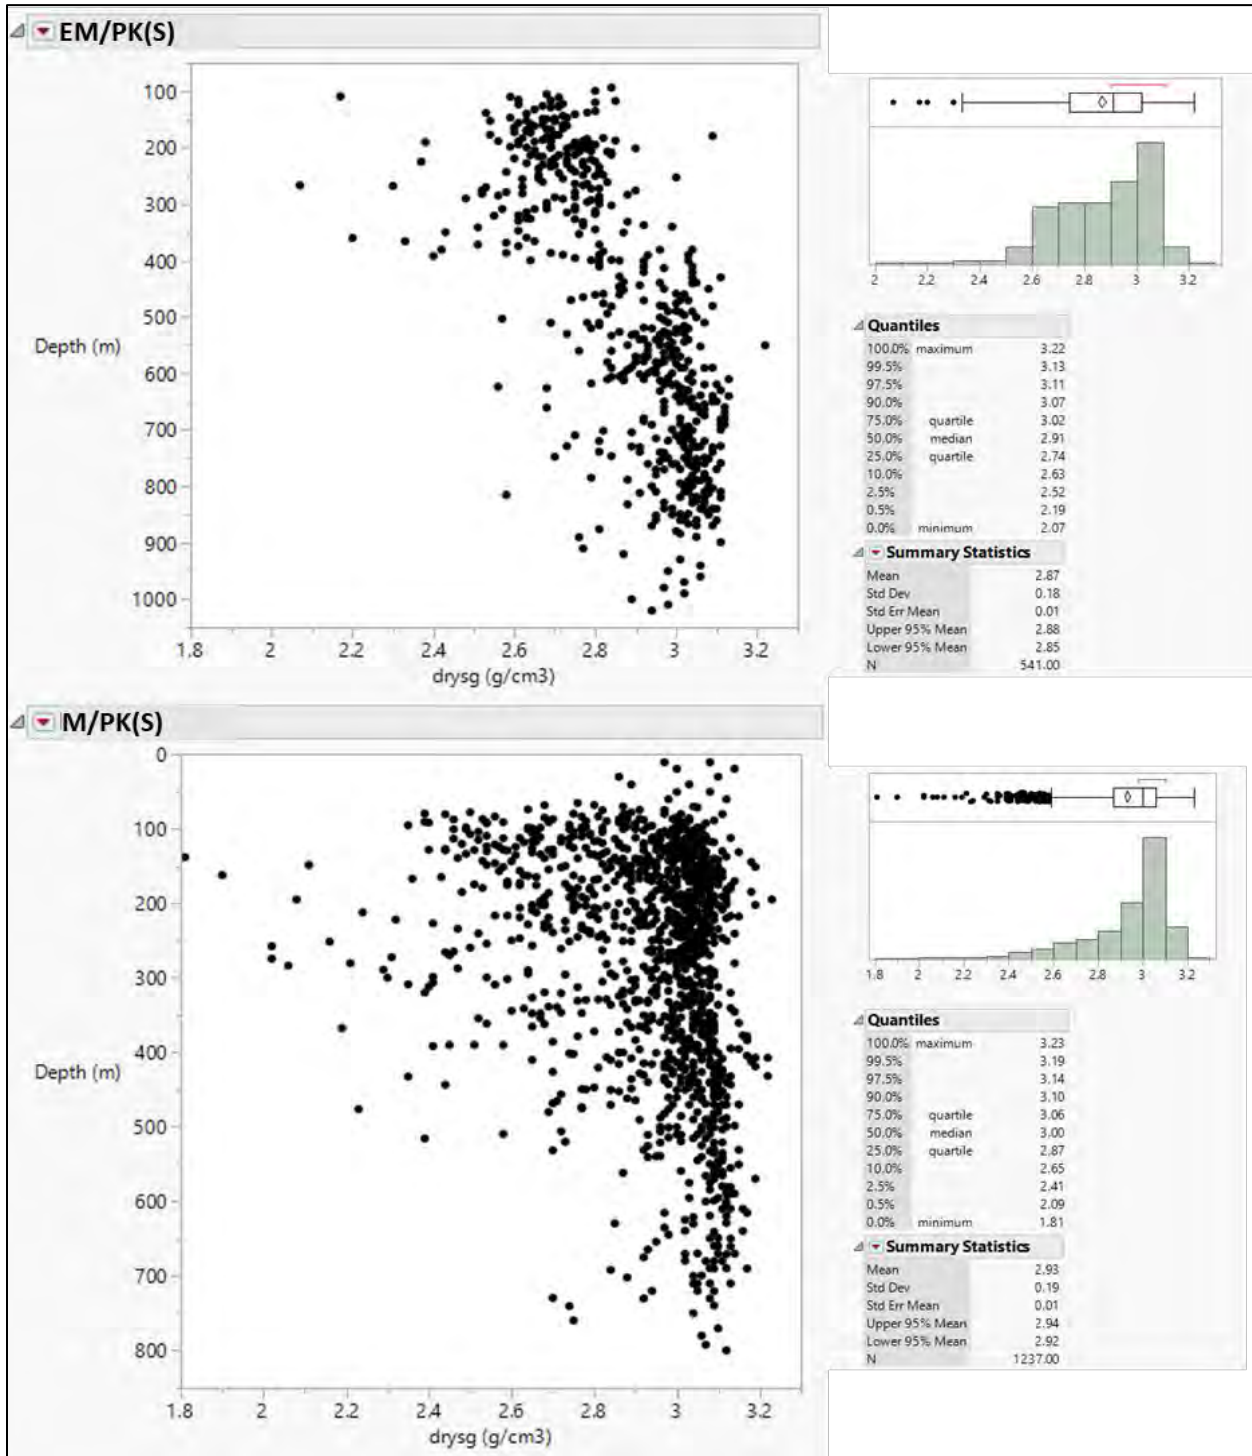 EM/PK(S)
100
200
300
400
500
600
700
800
900
1000
Depth (m)
2 2.2 2.4 2.6 2.8 3 3.2
drysg (g/cm3)
2 2.2 2.4 2.6 2.8 3 3.2
Quantiles
100.0% maximum 3.22
99.5% 3.13
97.5% 3.11
90.0% 3.07
75.0% quartile 3.02
50.0% median 2.91
25.0% quartile 2.74
10.0% 2.63
2.5% 2.52
0.5% 2.19
0.0% minimum 2.07
Summary Statistics
Mean 2.87
Std Dev 0.18
Std Err Mean 0.01
Upper 95% Mean 2.88
Lower 95% Mean 2.85
N 541.00
M/PK(S)
0
100
200
300
400
500
600
700
800
Depth (m)
1.8 2 2.2 2.4 2.6 2.8 3 3.2
drysg (g/cm3)
1.8 2 2.2 2.4 2.6 2.8 3 3.2
Quantiles
100.0% maximum 3.23
99.5% 3.19
97.5% 3.14
90.0% 3.10
75.0% quartile 3.06
50.0% median 3.00
25.0% quartile 2.87
10.0% 2.65
2.5% 2.41
0.5% 2.09
0.0% minimum 1.81
Summary Statistics
Mean 2.93
Std Dev 0.19
Std Err Mean 0.01
Upper 95% Mean 2.94
Lower 95% Mean 2.92
N 1237.00